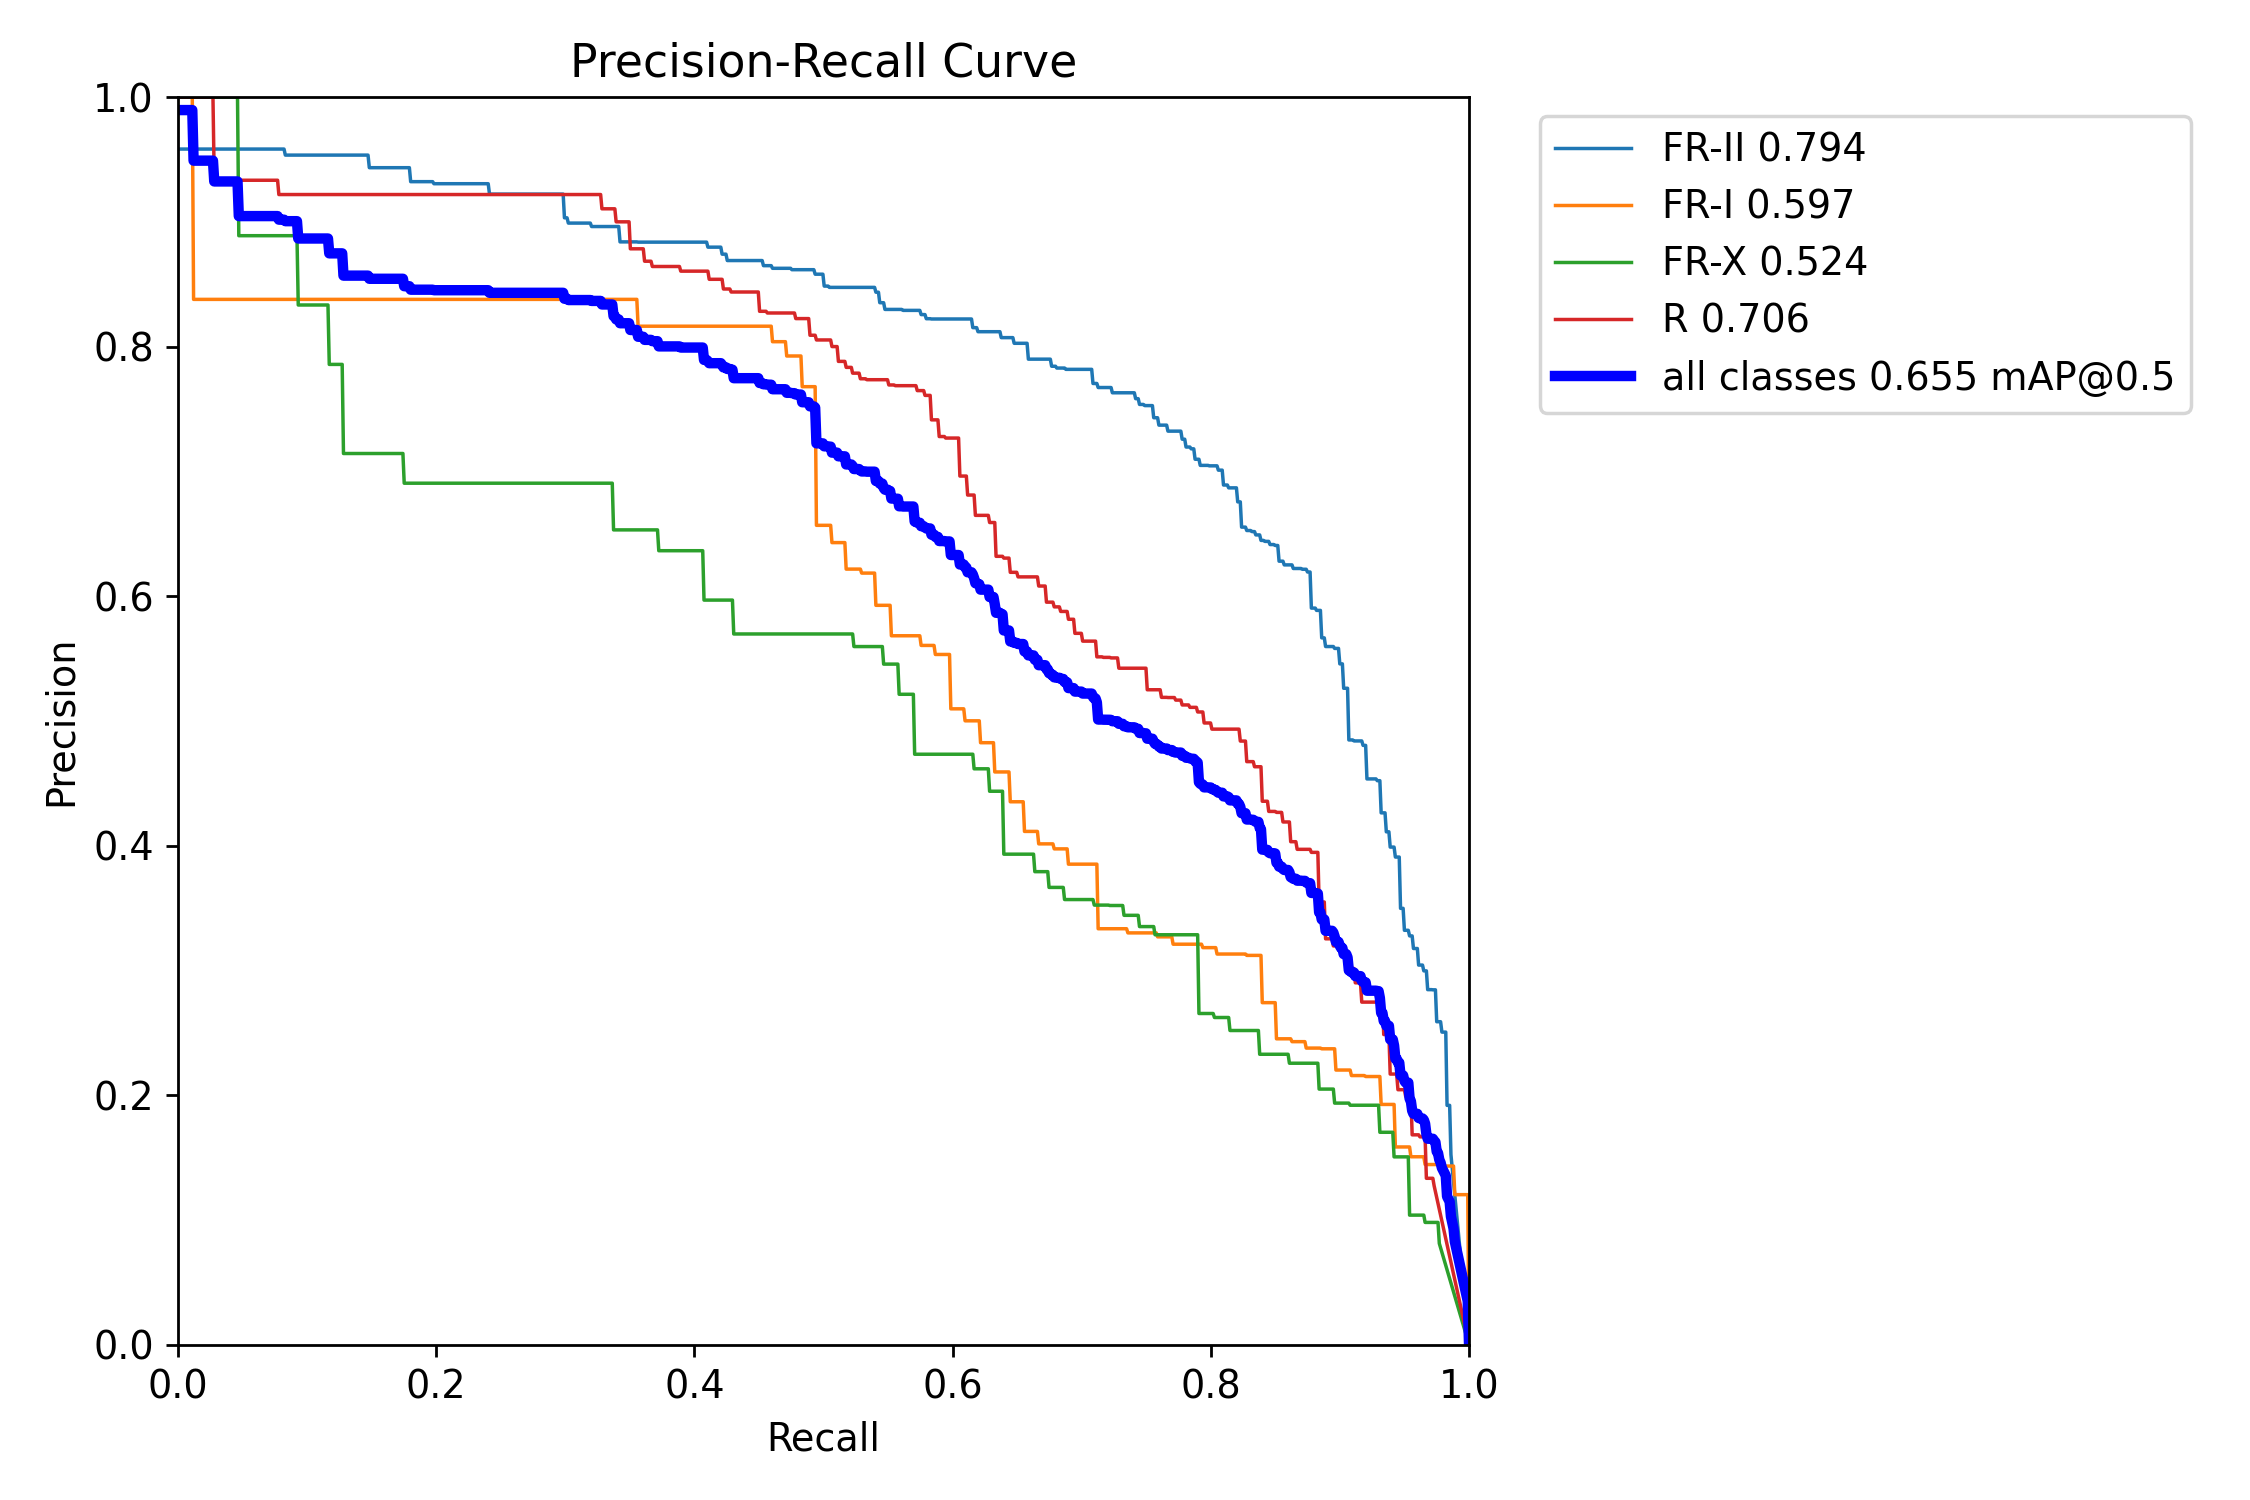 Precision-Recall Curve
1.0
0.8
0.6
0.4
0.2
0.0
Precision
0.0 0.2 0.4 0.6 0.8 1.0
Recall
FR-II 0.794
FR-I 0.597
FR-X 0.524
R 0.706
all classes 0.655 mAP@0.5